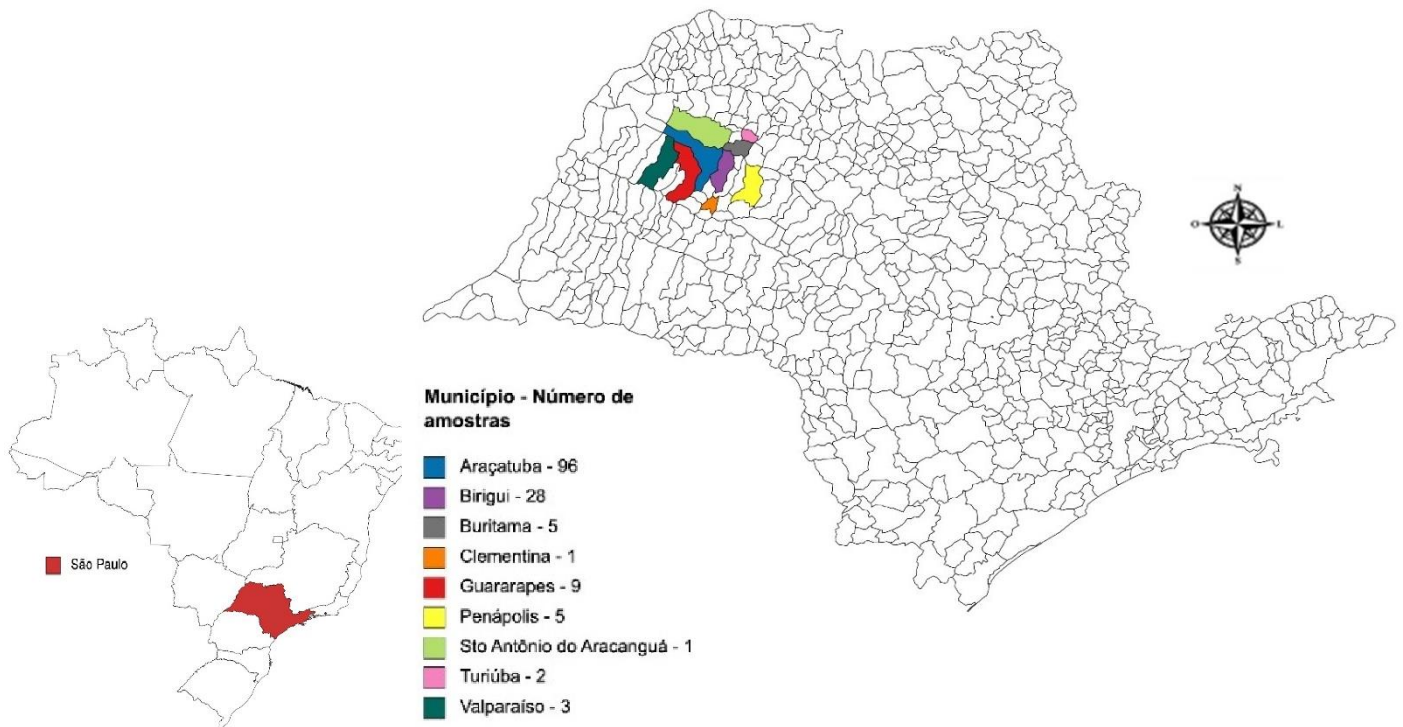 N
O L
S
Município - Número de
amostras
Araçatuba - 96
Birigui - 28
Buritama - 5
Clementina - 1
Guararapes - 9
Penápolis - 5
Sto Antônio do Aracanguá - 1
Turiúba - 2
Valparaíso - 3
São Paulo